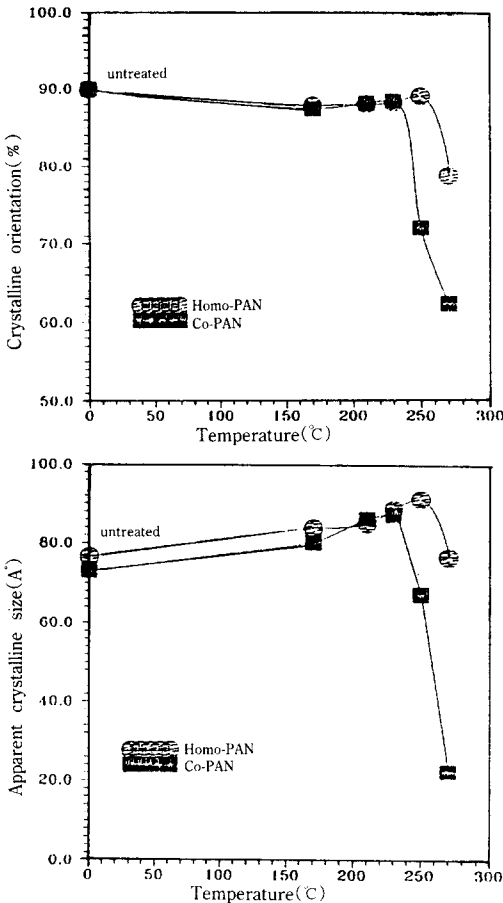 100.0
untreated
90.0
80.0
70.0
60.0
50.0
Crystalline orientation(%)
Homo-PAN
Co-PAN
0 50 100 150 200 250 300
Temperature(℃)
100.0
untreated
80.0
60.0
40.0
20.0
0.0
Apparent crystalline size(A°)
Homo-PAN
Co-PAN
0 50 100 150 200 250 300
Temperature(℃)